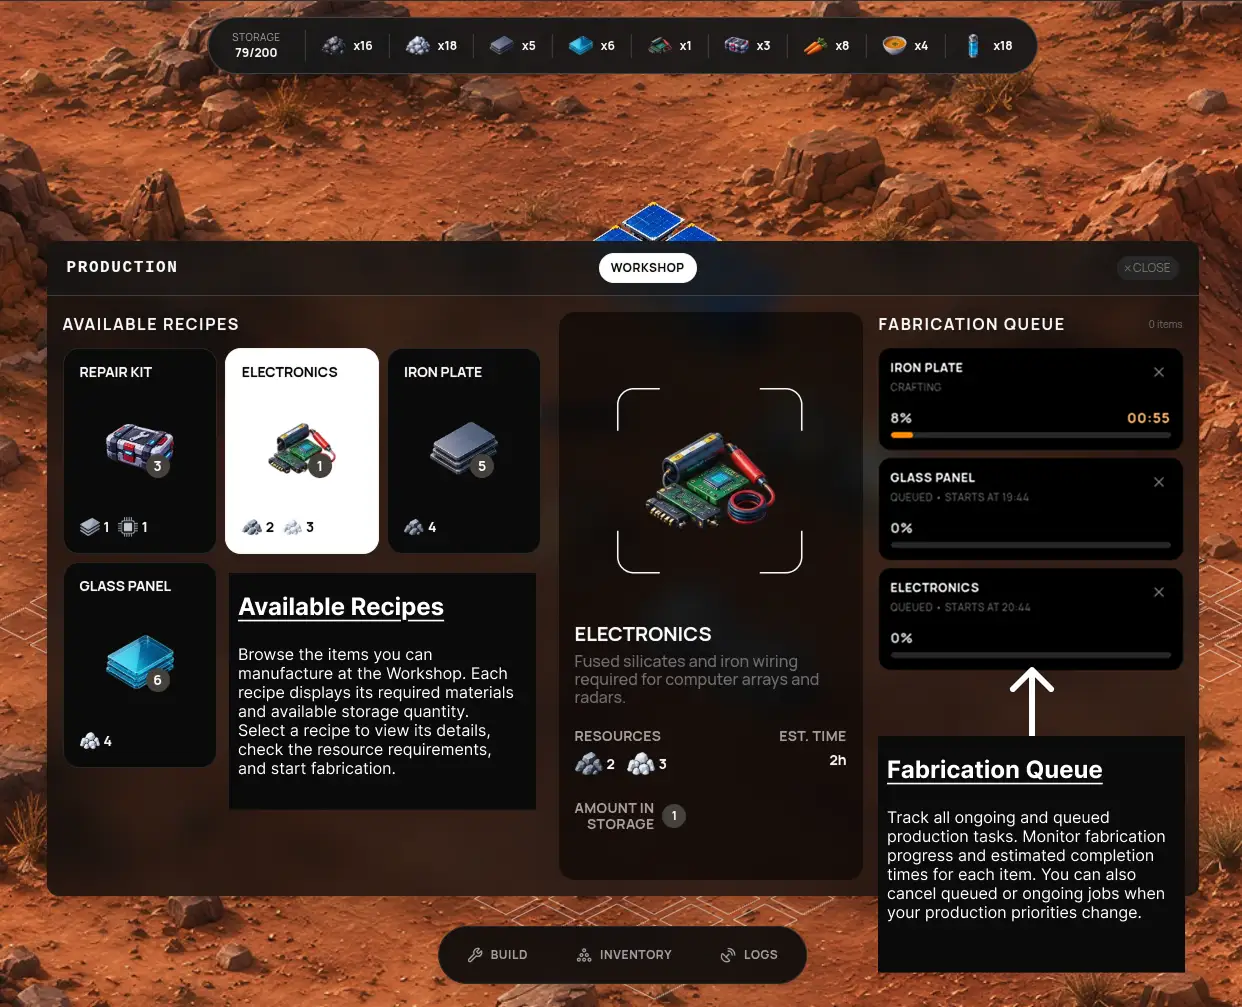 STORAGE
79/200
x16
x18
x5
x6
x1
x3
x8
x4
x18
PRODUCTION
WORKSHOP
× CLOSE
AVAILABLE RECIPES
REPAIR KIT
3
1 1
ELECTRONICS
1
2 3
IRON PLATE
5
4
GLASS PANEL
6
4
Available Recipes
Browse the items you can
manufacture at the Workshop. Each
recipe displays its required materials
and available storage quantity.
Select a recipe to view its details,
check the resource requirements,
and start fabrication.
ELECTRONICS
Fused silicates and iron wiring
required for computer arrays and
radars.
RESOURCES
EST. TIME
2 3
2h
AMOUNT IN
STORAGE
1
FABRICATION QUEUE
0 items
IRON PLATE
CRAFTING
8%
00:55
GLASS PANEL
QUEUED • STARTS AT 19:44
0%
ELECTRONICS
QUEUED • STARTS AT 20:44
0%
Fabrication Queue
Track all ongoing and queued
production tasks. Monitor fabrication
progress and estimated completion
times for each item. You can also
cancel queued or ongoing jobs when
your production priorities change.
BUILD
INVENTORY
LOGS